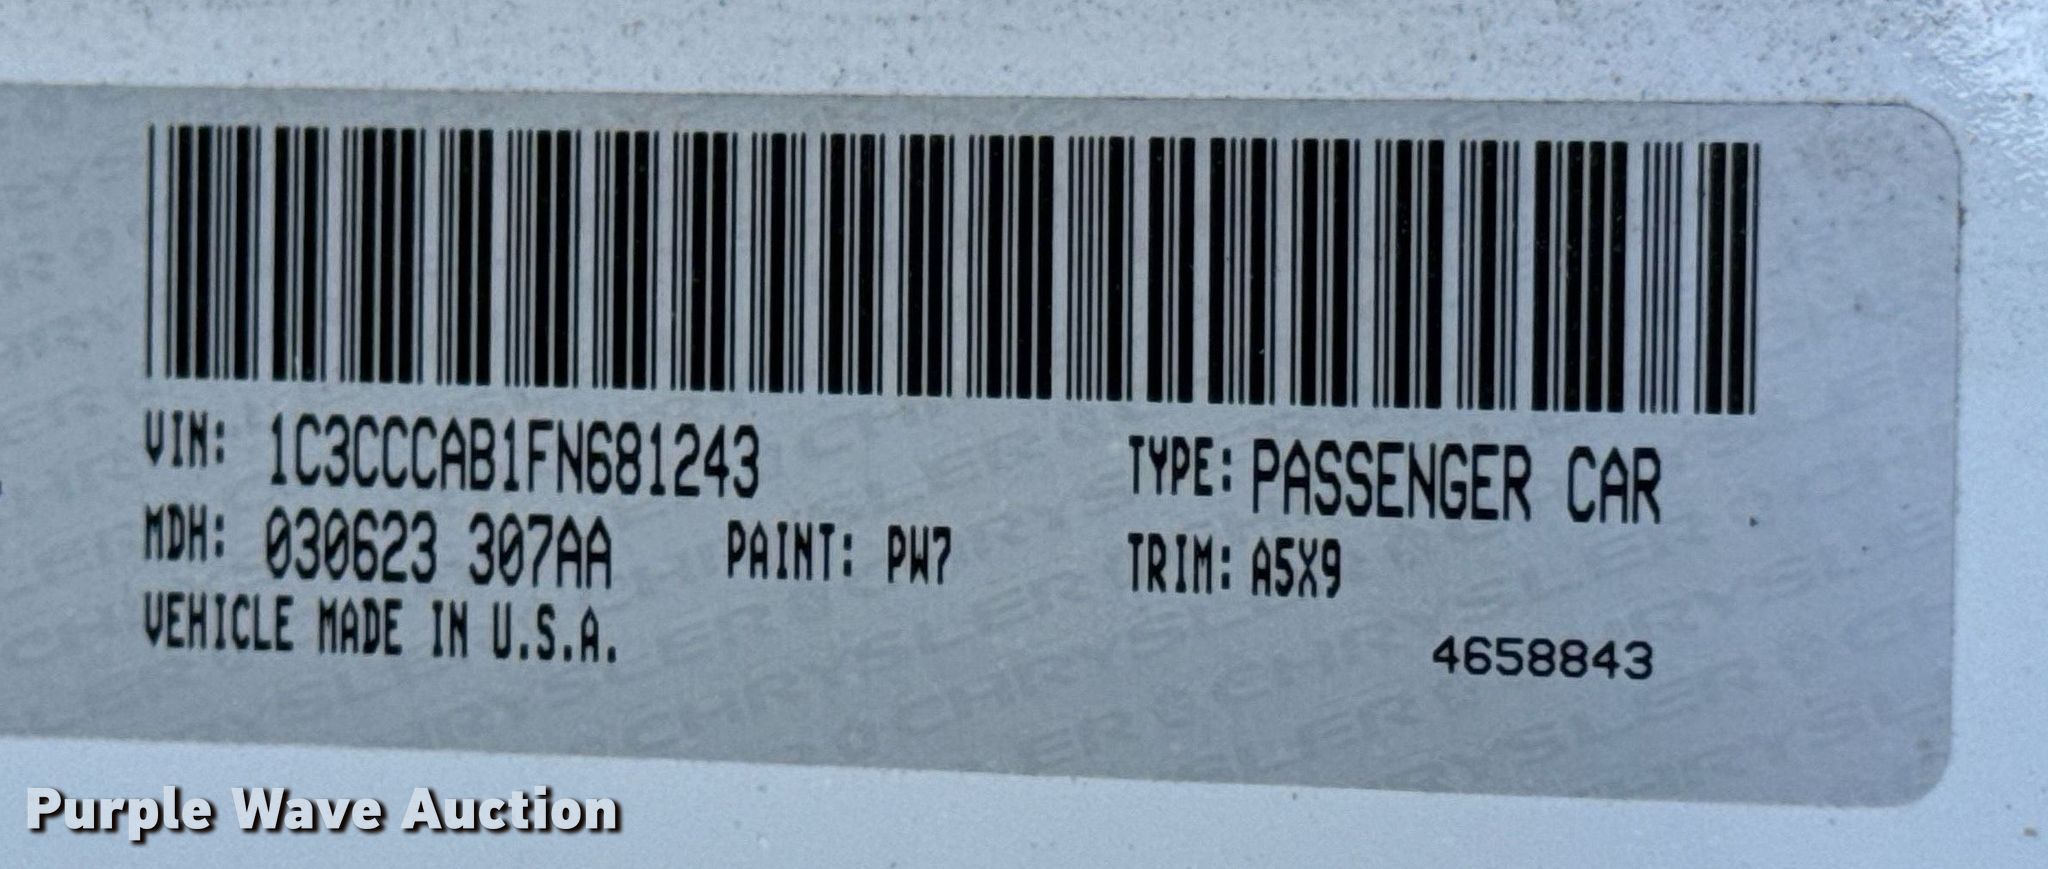 VIN: 1C3CCCAB1FN681243 TYPE: PASSENGER CAR
MDH: 030623 307AA PAINT: PW7 TRIM: A5X9
VEHICLE MADE IN U.S.A.
4658843
Purple Wave Auction